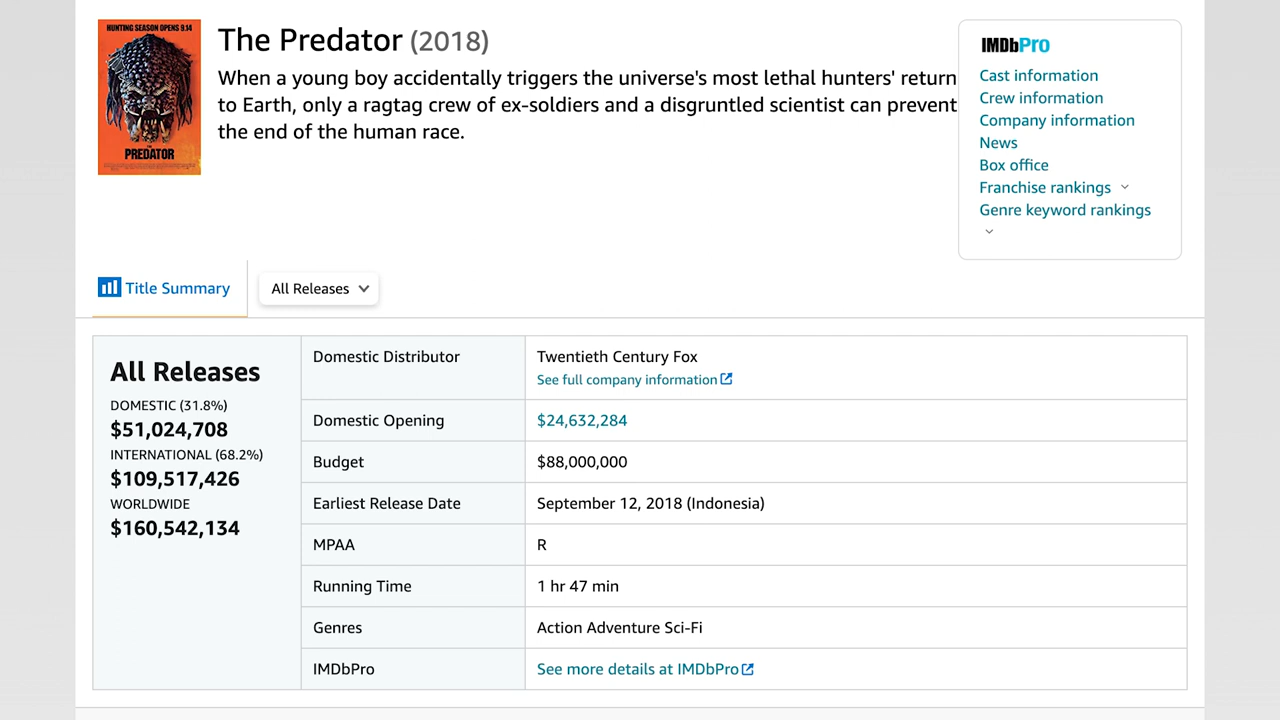 HUNTING SEASON OPENS 9.14
THE
PREDATOR
The Predator (2018)
When a young boy accidentally triggers the universe's most lethal hunters' return
to Earth, only a ragtag crew of ex-soldiers and a disgruntled scientist can prevent
the end of the human race.
IMDbPro
Cast information
Crew information
Company information
News
Box office
Franchise rankings
Genre keyword rankings
Title Summary
All Releases
All Releases
DOMESTIC (31.8%)
$51,024,708
INTERNATIONAL (68.2%)
$109,517,426
WORLDWIDE
$160,542,134
Domestic Distributor
Twentieth Century Fox
See full company information
Domestic Opening
$24,632,284
Budget
$88,000,000
Earliest Release Date
September 12, 2018 (Indonesia)
MPAA
R
Running Time
1 hr 47 min
Genres
Action Adventure Sci-Fi
IMDbPro
See more details at IMDbPro